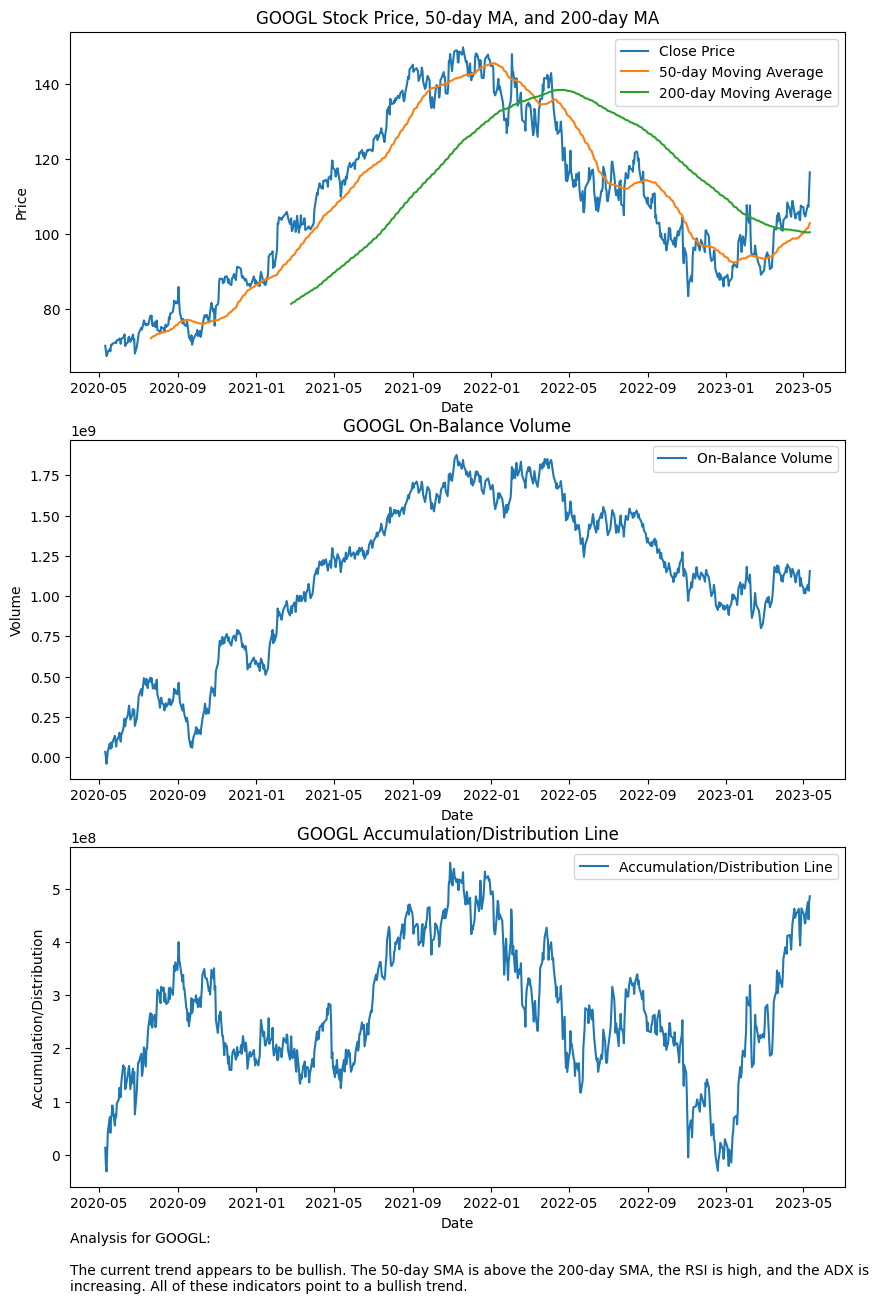 GOOGL Stock Price, 50-day MA, and 200-day MA
Close Price
50-day Moving Average
200-day Moving Average
Price
140
120
100
80
2020-05 2020-09 2021-01 2021-05 2021-09 2022-01 2022-05 2022-09 2023-01 2023-05
Date
1e9
GOOGL On-Balance Volume
On-Balance Volume
Volume
1.75
1.50
1.25
1.00
0.75
0.50
0.25
0.00
2020-05 2020-09 2021-01 2021-05 2021-09 2022-01 2022-05 2022-09 2023-01 2023-05
Date
1e8
GOOGL Accumulation/Distribution Line
Accumulation/Distribution Line
Accumulation/Distribution
5
4
3
2
1
0
2020-05 2020-09 2021-01 2021-05 2021-09 2022-01 2022-05 2022-09 2023-01 2023-05
Date
Analysis for GOOGL:
The current trend appears to be bullish. The 50-day SMA is above the 200-day SMA, the RSI is high, and the ADX is
increasing. All of these indicators point to a bullish trend.